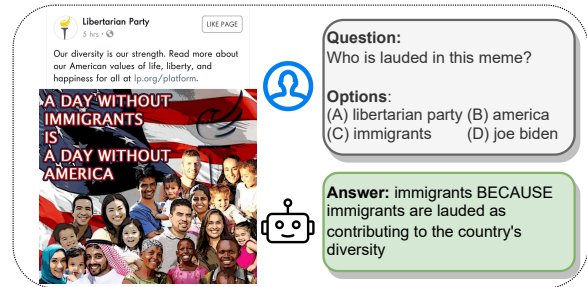 Libertarian Party
5 hrs •
LIKE PAGE
Our diversity is our strength. Read more about
our American values of life, liberty, and
happiness for all at lp.org/platform.
A DAY WITHOUT
IMMIGRANTS
IS
A DAY WITHOUT
AMERICA
Question:
Who is lauded in this meme?
Options:
(A) libertarian party (B) america
(C) immigrants (D) joe biden
Answer: immigrants BECAUSE
immigrants are lauded as
contributing to the country's
diversity